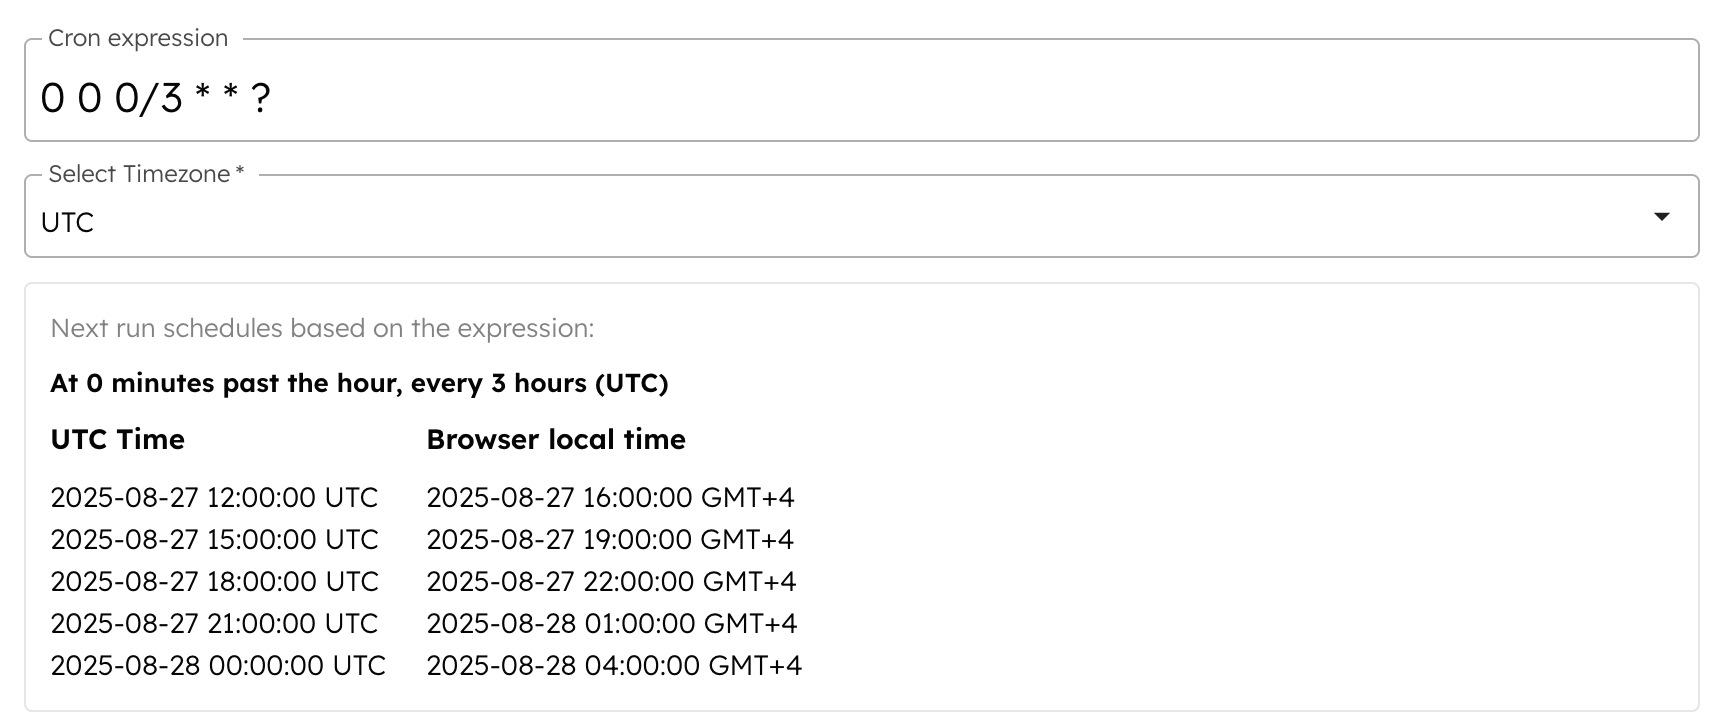 Cron expression
0 0 0/3 * * ?
Select Timezone *
UTC
Next run schedules based on the expression:
At 0 minutes past the hour, every 3 hours (UTC)
UTC Time Browser local time
2025-08-27 12:00:00 UTC 2025-08-27 16:00:00 GMT+4
2025-08-27 15:00:00 UTC 2025-08-27 19:00:00 GMT+4
2025-08-27 18:00:00 UTC 2025-08-27 22:00:00 GMT+4
2025-08-27 21:00:00 UTC 2025-08-28 01:00:00 GMT+4
2025-08-28 00:00:00 UTC 2025-08-28 04:00:00 GMT+4